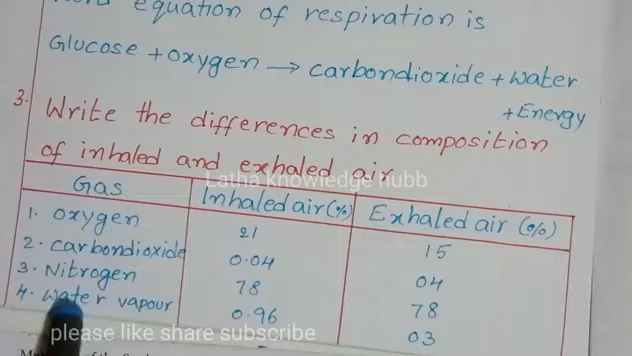 equation of respiration is
Glucose + oxygen → carbondioxide + water
+ Energy
3. Write the differences in composition
of inhaled and exhaled air
Latha knowledge hubb
Gas Inhaled air (%) Exhaled air (%)
1. oxygen 21 15
2. carbondioxide 0.04 04
3. Nitrogen 78 78
4. water vapour 0.96 03
please like share subscribe